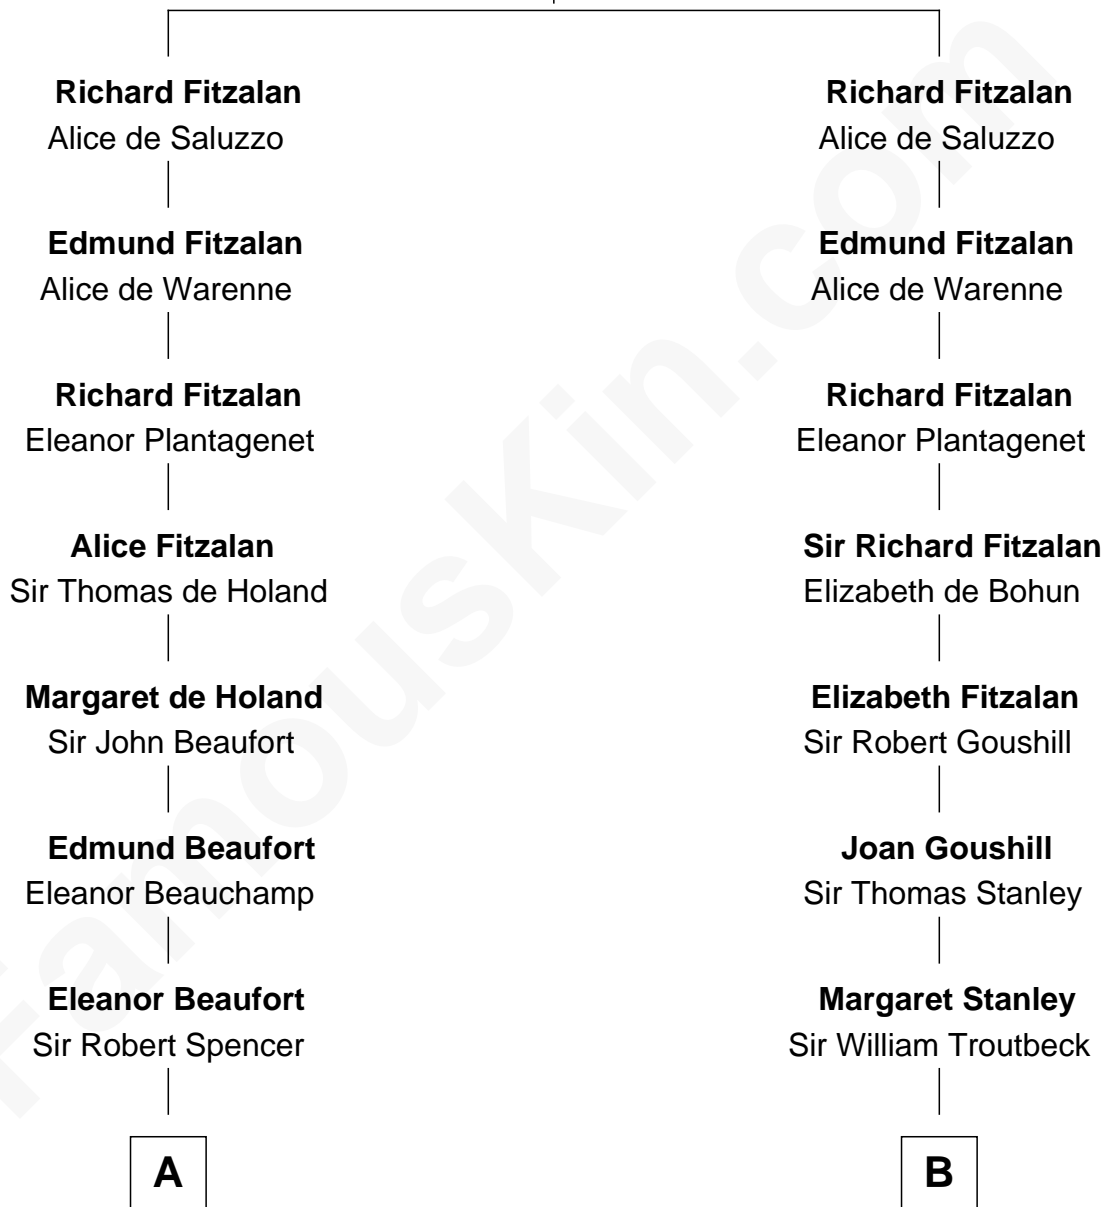 Richard Fitzalan
Alice de Saluzzo
Edmund Fitzalan
Alice de Warenne
Richard Fitzalan
Eleanor Plantagenet
Alice Fitzalan
Sir Thomas de Holand
Margaret de Holand
Sir John Beaufort
Edmund Beaufort
Eleanor Beauchamp
Eleanor Beaufort
Sir Robert Spencer
A
Richard Fitzalan
Alice de Saluzzo
Edmund Fitzalan
Alice de Warenne
Richard Fitzalan
Eleanor Plantagenet
Sir Richard Fitzalan
Elizabeth de Bohun
Elizabeth Fitzalan
Sir Robert Goushill
Joan Goushill
Sir Thomas Stanley
Margaret Stanley
Sir William Troutbeck
B
FamousKin.com